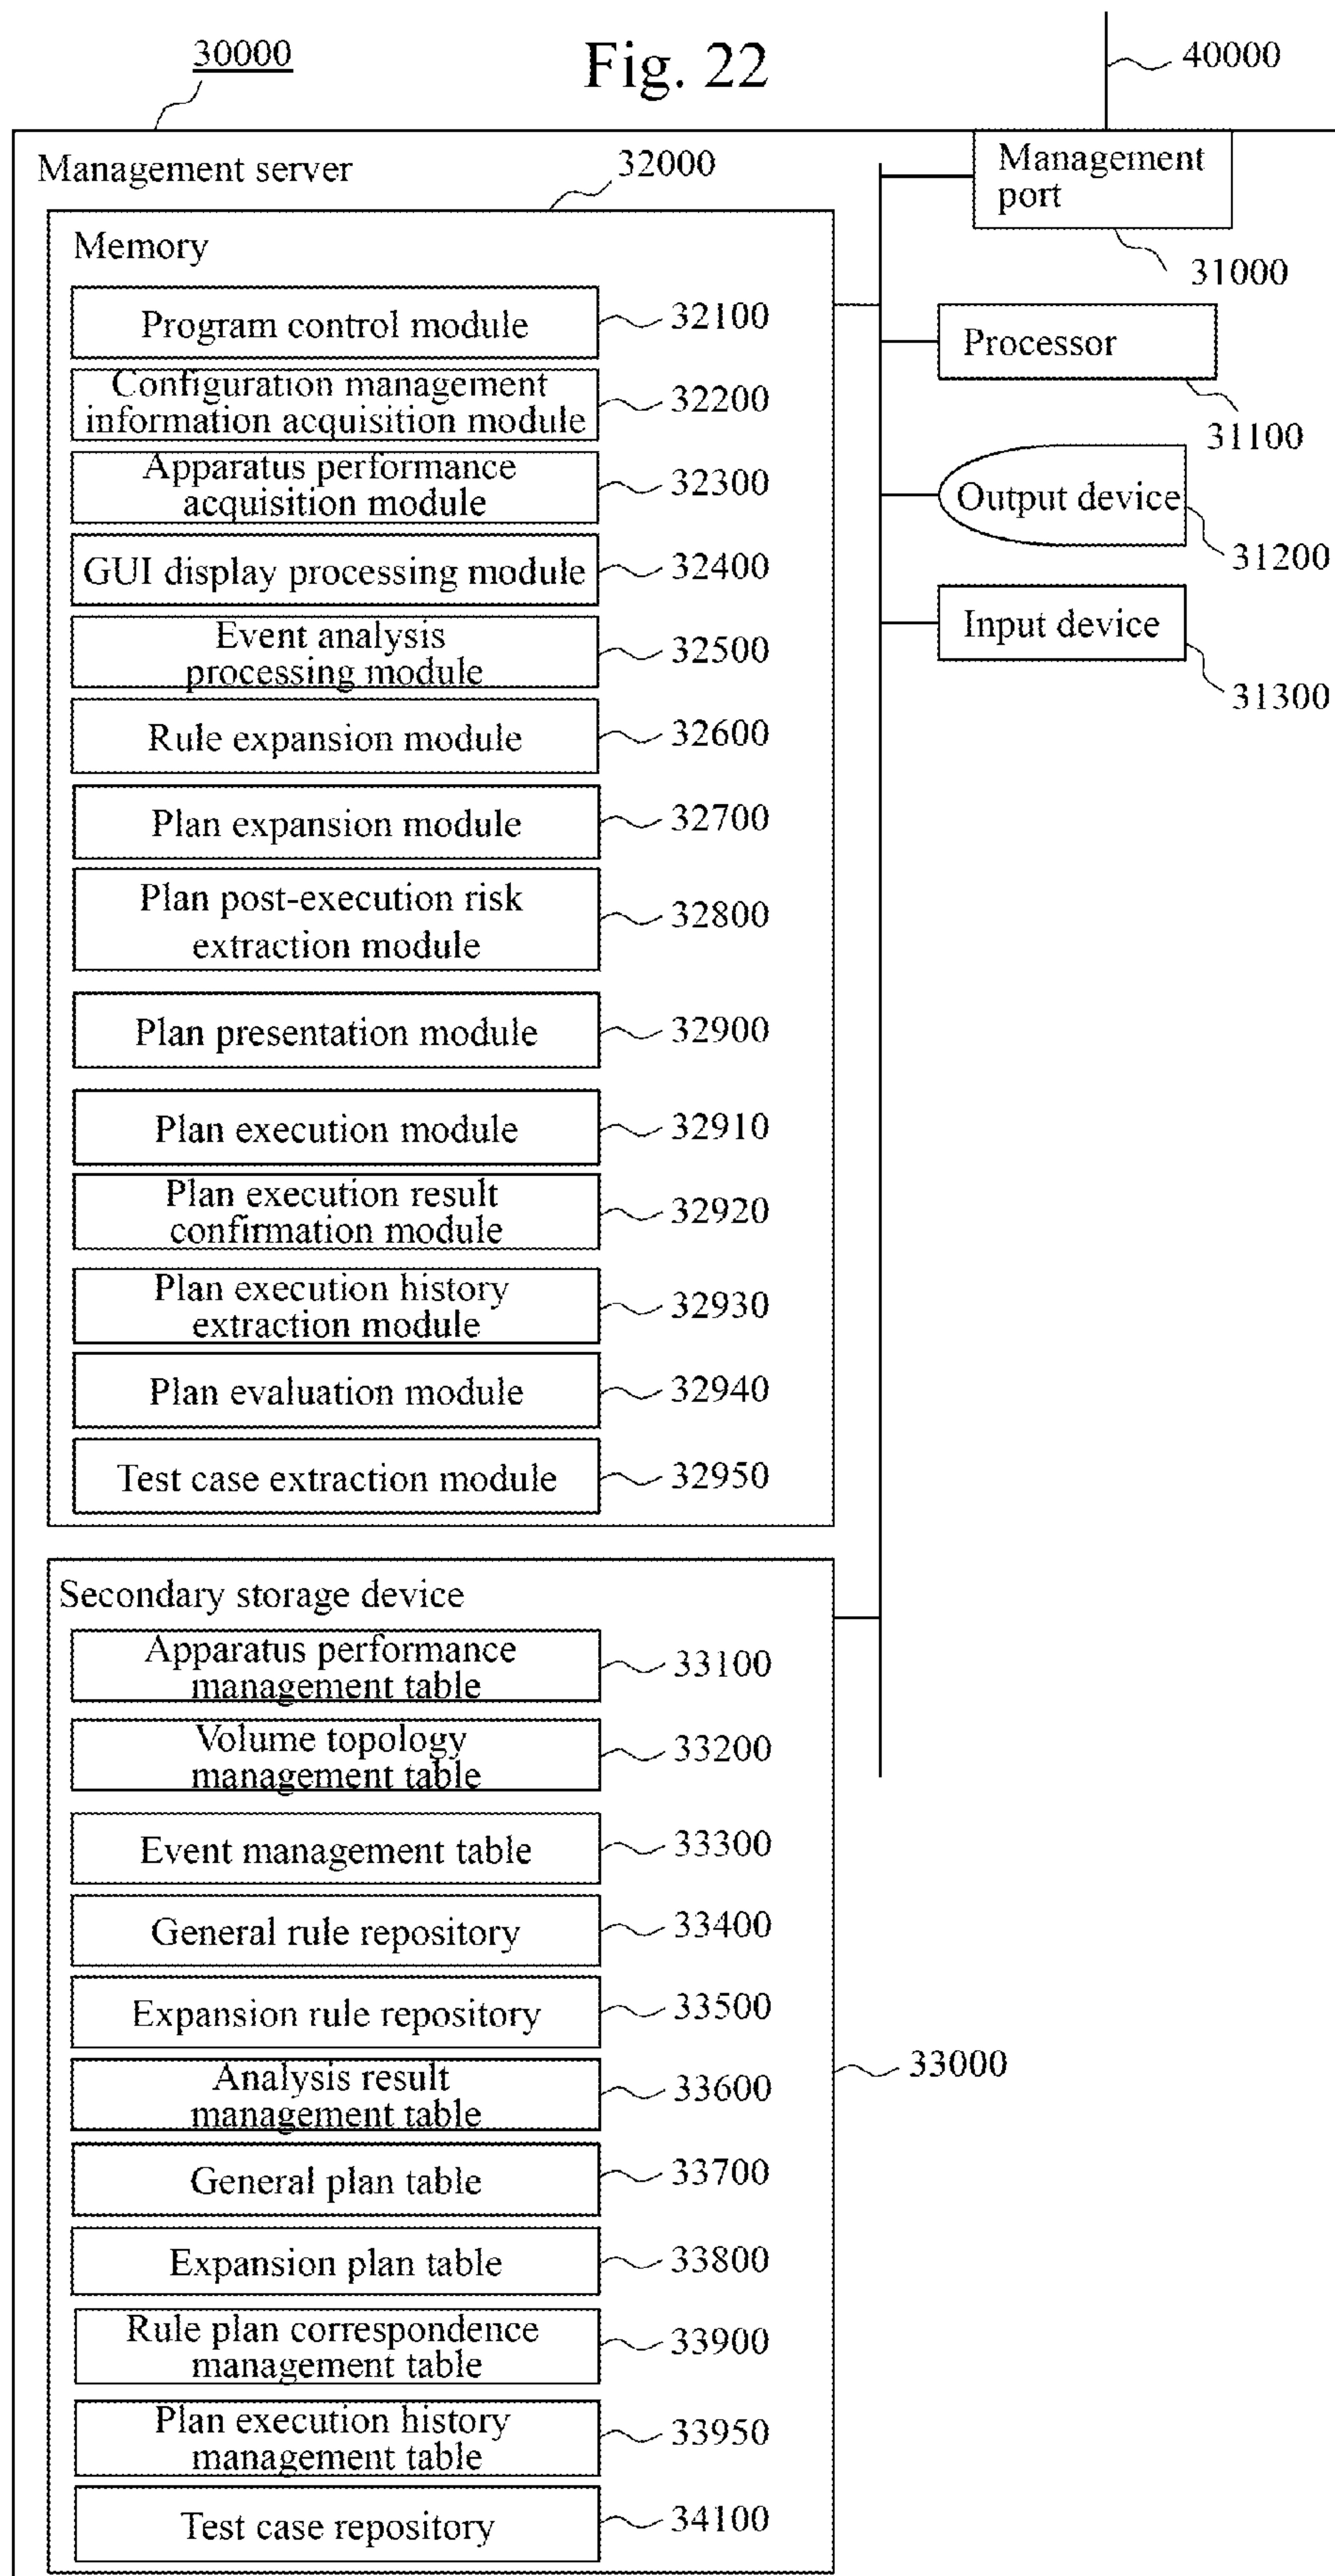 30000
Fig. 22
40000
Management server
32000
Management
port
31000
Memory
Program control module
32100
Configuration management
information acquisition module
32200
Apparatus performance
acquisition module
32300
GUI display processing module
32400
Event analysis
processing module
32500
Rule expansion module
32600
Plan expansion module
32700
Plan post-execution risk
extraction module
32800
Plan presentation module
32900
Plan execution module
32910
Plan execution result
confirmation module
32920
Plan execution history
extraction module
32930
Plan evaluation module
32940
Test case extraction module
32950
Processor
31100
Output device
31200
Input device
31300
Secondary storage device
Apparatus performance
management table
33100
Volume topology
management table
33200
Event management table
33300
General rule repository
33400
Expansion rule repository
33500
Analysis result
management table
33600
33000
General plan table
33700
Expansion plan table
33800
Rule plan correspondence
management table
33900
Plan execution history
management table
33950
Test case repository
34100